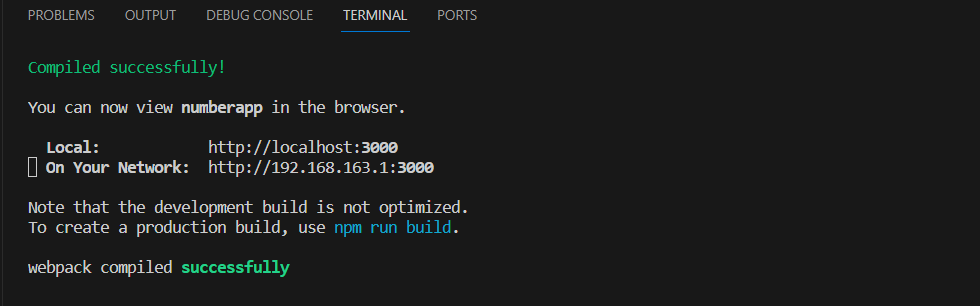 PROBLEMS OUTPUT DEBUG CONSOLE TERMINAL PORTS
Compiled successfully!
You can now view numberapp in the browser.
Local: http://localhost:3000
On Your Network: http://192.168.163.1:3000
Note that the development build is not optimized.
To create a production build, use npm run build.
webpack compiled successfully